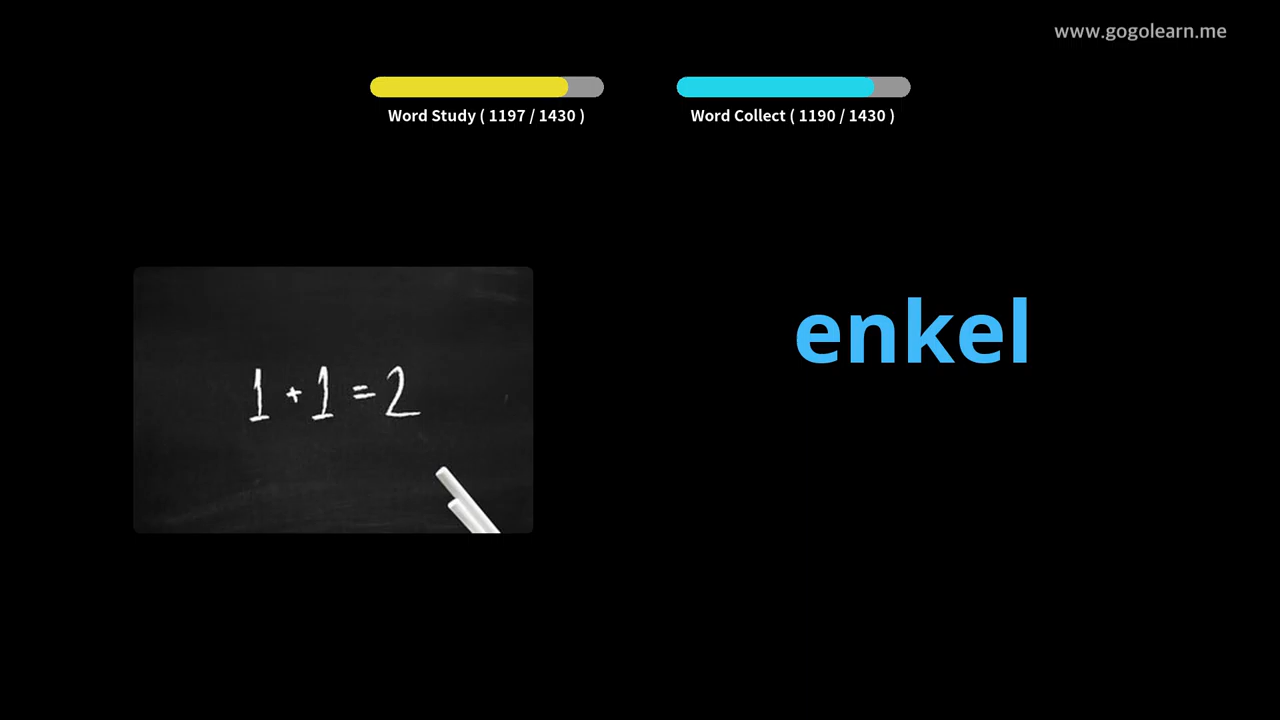 www.gogolearn.me
Word Study ( 1197 / 1430 )
Word Collect ( 1190 / 1430 )
enkel
1 + 1 = 2